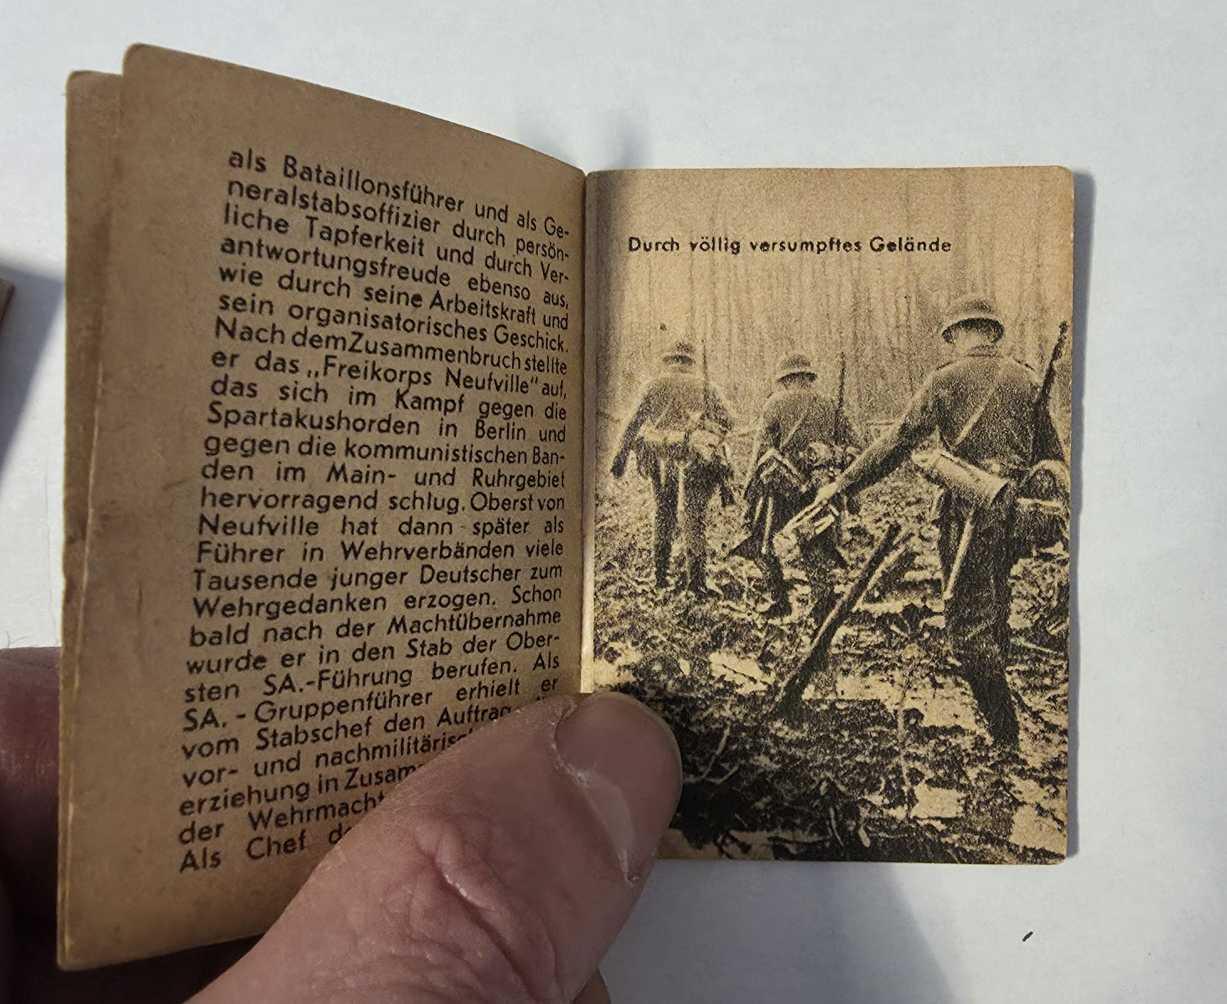 als Bataillonsführer und als Ge-
neralstabsoffizier durch persön-
liche Tapferkeit und durch Ver-
antwortungsfreude ebenso aus,
wie durch seine Arbeitskraft und
sein organisatorisches Geschick.
Nach dem Zusammenbruch stellte
er das „Freikorps Neufville" auf,
das sich im Kampf gegen die
Spartakushorden in Berlin und
gegen die kommunistischen Ban-
den im Main- und Ruhrgebiet
hervorragend schlug. Oberst von
Neufville hat dann später als
Führer in Wehrverbänden viele
Tausende junger Deutscher zum
Wehrgedanken erzogen. Schon
bald nach der Machtübernahme
wurde er in den Stab der Ober-
sten SA.-Führung berufen. Als
SA. - Gruppenführer erhielt er
vom Stabschef den Auftrag
vor- und
erziehung in
der Wehrmacht
Als Chef
Durch völlig versumpftes Gelände